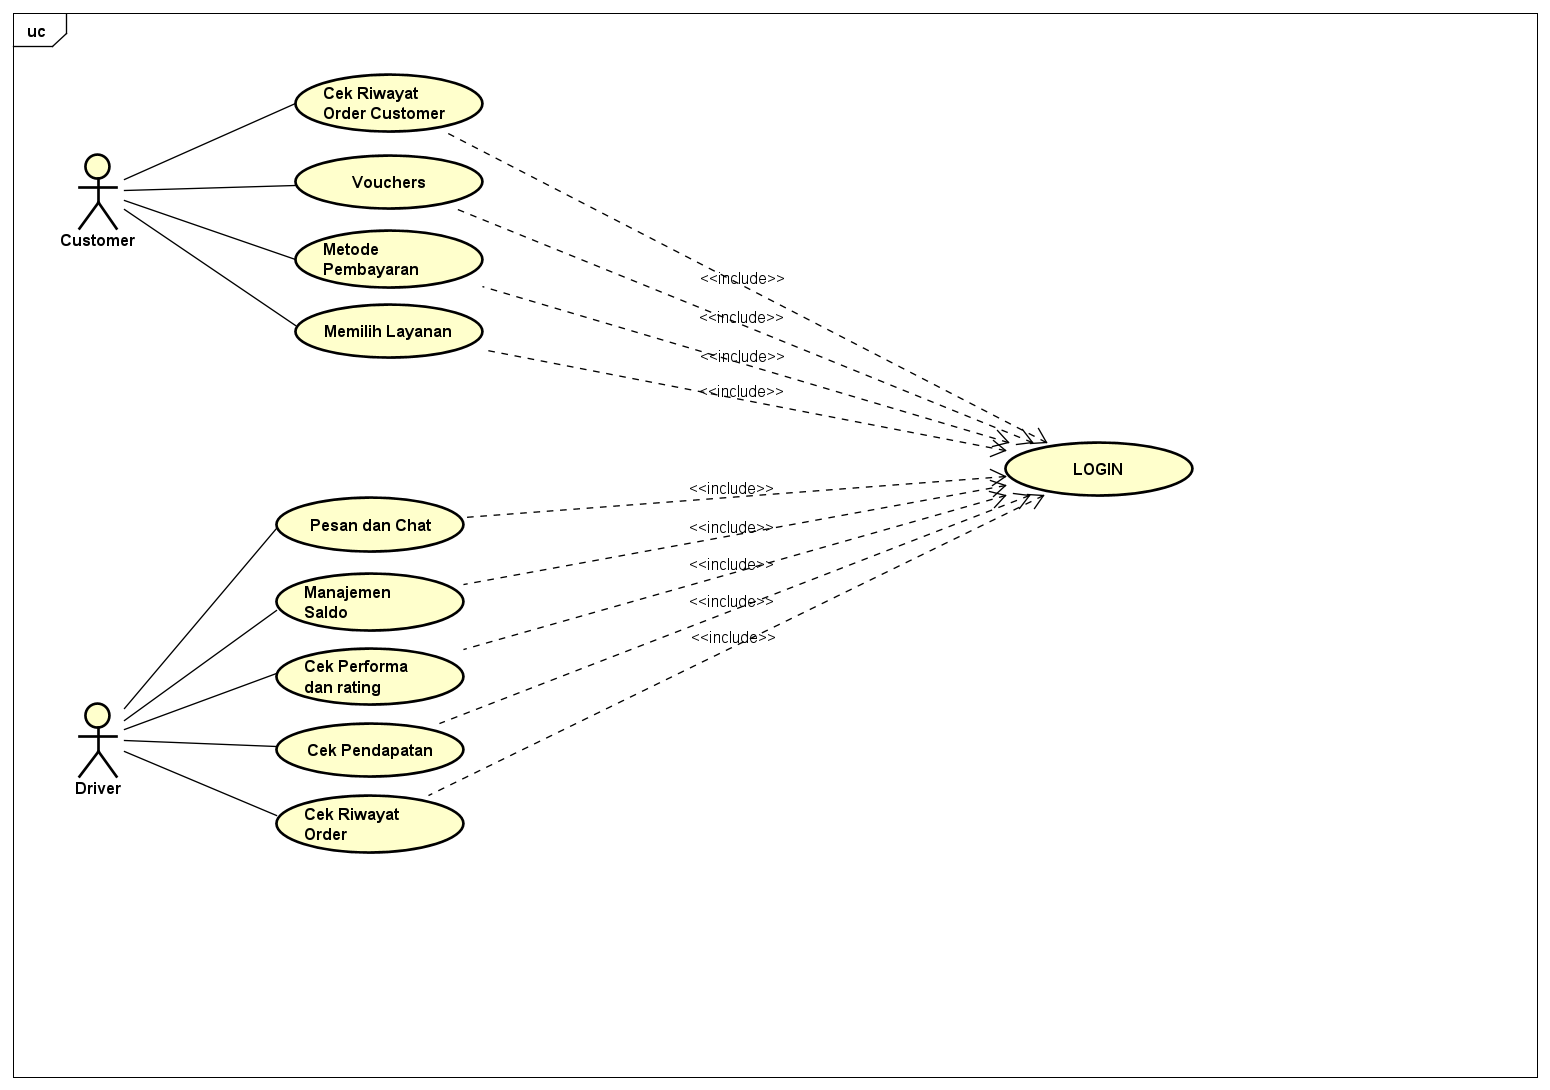 uc
Cek Riwayat
Order Customer
Vouchers
Customer
Metode
Pembayaran
<<include>>
<<include>>
Memilih Layanan
<<include>>
<<include>>
LOGIN
<<include>>
Pesan dan Chat
<<include>>
<<include>>
Manajemen
Saldo
<<include>>
<<include>>
Cek Performa
dan rating
Cek Pendapatan
Driver
Cek Riwayat
Order